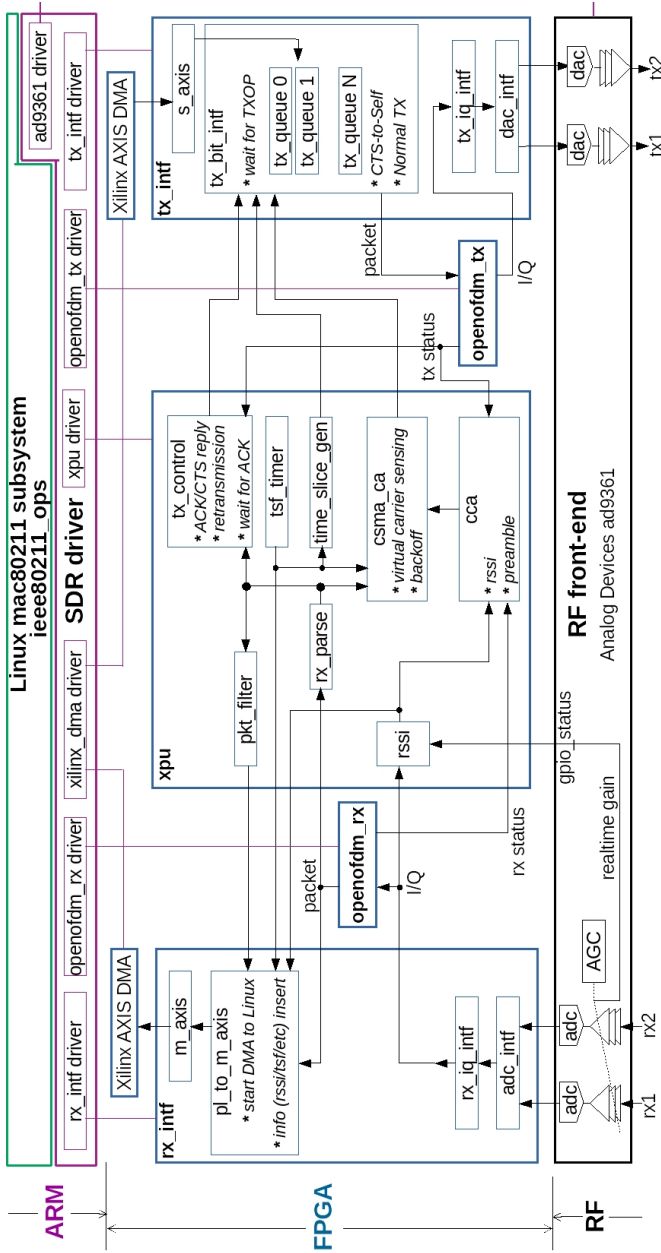 ARM
Linux mac80211 subsystem
ieee80211_ops
SDR driver
rx_intf driver
openofdm_rx driver
xilinx_dma driver
xpu driver
openofdm_tx driver
tx_intf driver
ad9361 driver
FPGA
Xilinx AXIS DMA
Xilinx AXIS DMA
rx_intf
m_axis
pl_to_m_axis
* start DMA to Linux
* info (rssi/tsf/etc) insert
rx_iq_intf
adc_intf
packet
openofdm_rx
I/Q
rx status
xpu
pkt_filter
rx_parse
rssi
tx_control
* ACK/CTS reply
* retransmission
* wait for ACK
tsf_timer
time_slice_gen
csma_ca
* virtual carrier sensing
* backoff
cca
* rssi
* preamble
gpio_status
tx status
packet
openofdm_tx
I/Q
tx_intf
s_axis
tx_bit_intf
* wait for TXOP
tx_queue 0
tx_queue 1
tx_queue N
* CTS-to-Self
* Normal TX
tx_iq_intf
dac_intf
RF
adc
adc
AGC
realtime gain
RF front-end
Analog Devices ad9361
dac
dac
rx1
rx2
tx1
tx2